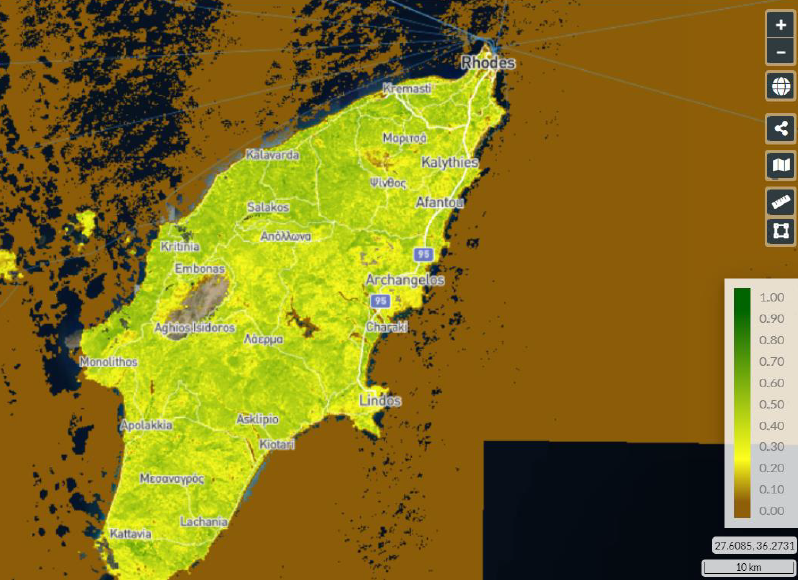 +
−
Rhodes
Kremasti
Μαριτσά
Kalavarda
Kalythies
Ψίνθος
Afantou
Salakos
Απόλλωνα
Kritinia
95
Embonas
Archangelos
95
Aghios Isidoros
Charaki
Λάερμα
Monolithos
Lindos
Apolakkia
Asklipio
Kiotari
Μεσαναγρός
Lachania
Kattavia
1.00
0.90
0.80
0.70
0.60
0.50
0.40
0.30
0.20
0.10
0.00
27.6085, 36.2731
10 km